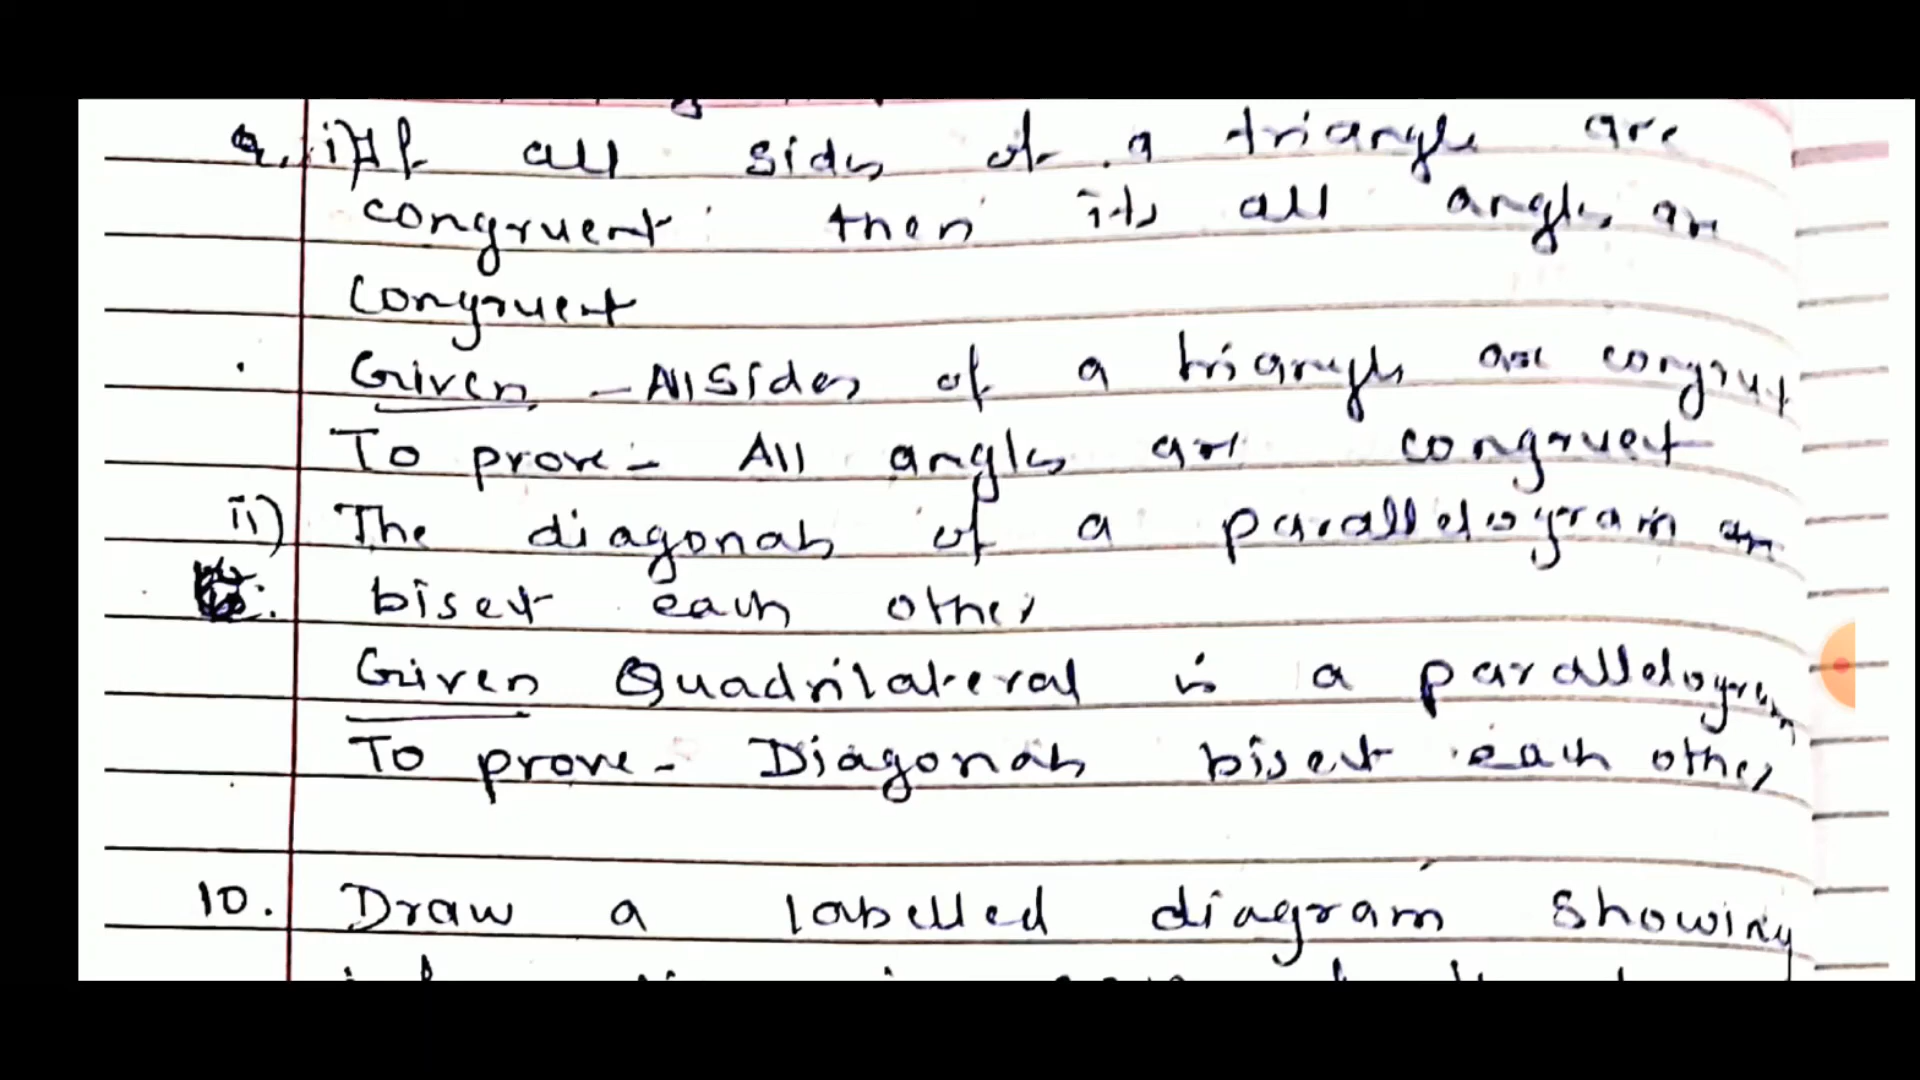 9. i) If all sides of a triangle are
congruent then its all angles are
congruent
Given - All sides of a triangle are congruent
To prove - All angles are congruent
ii) The diagonals of a parallelogram are
bisect each other
Given Quadrilateral is a parallelogram
To prove - Diagonals bisect each other
10. Draw a labelled diagram showing